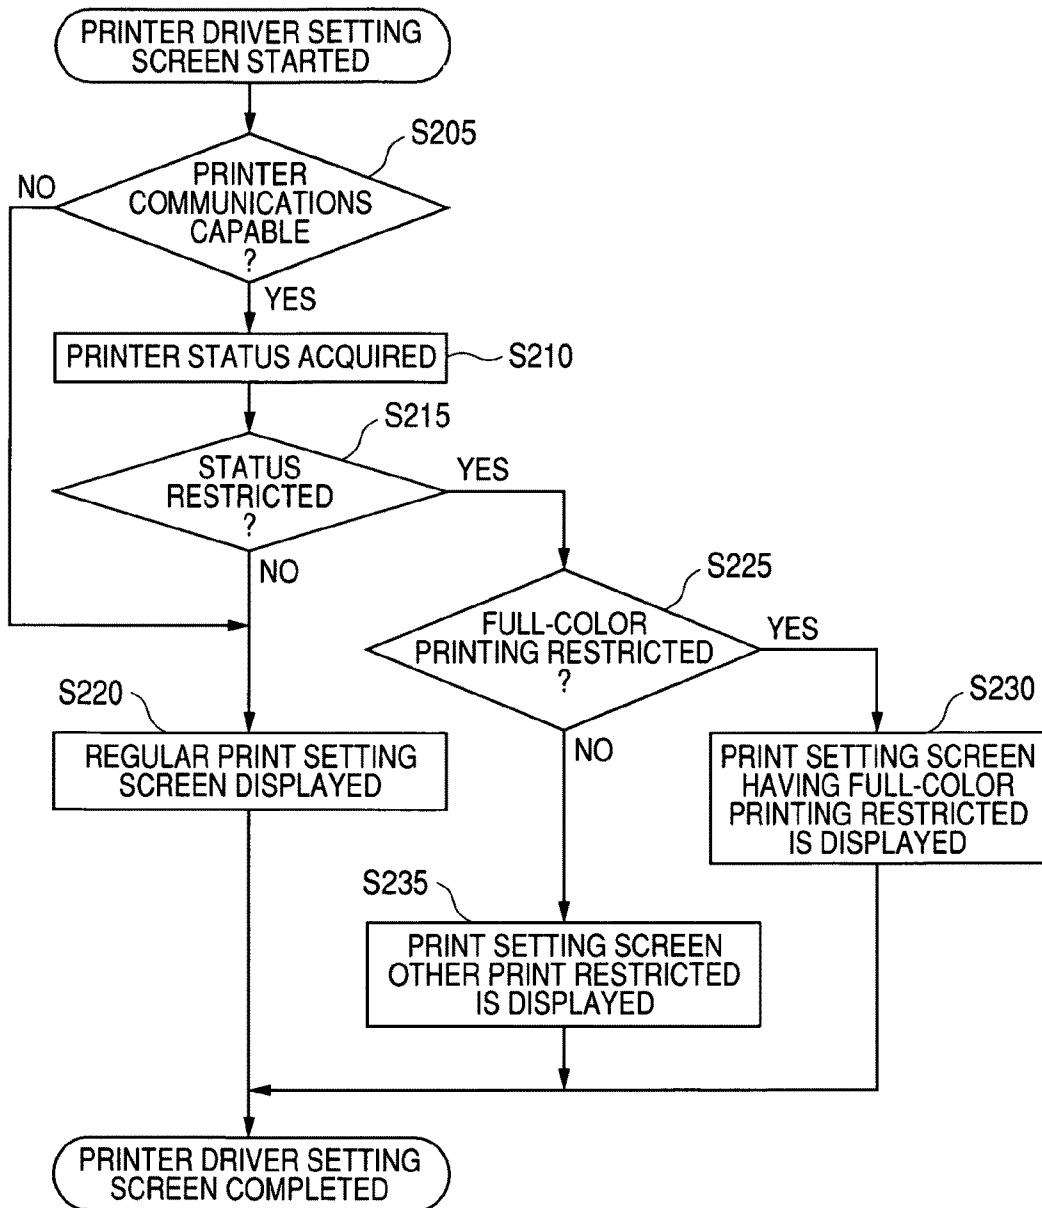 PRINTER DRIVER SETTING
SCREEN STARTED
S205
PRINTER
COMMUNICATIONS
CAPABLE
?
NO
YES
PRINTER STATUS ACQUIRED
S210
S215
STATUS
RESTRICTED
?
YES
NO
S225
FULL-COLOR
PRINTING RESTRICTED
?
YES
NO
S220
REGULAR PRINT SETTING
SCREEN DISPLAYED
S230
PRINT SETTING SCREEN
HAVING FULL-COLOR
PRINTING RESTRICTED
IS DISPLAYED
S235
PRINT SETTING SCREEN
OTHER PRINT RESTRICTED
IS DISPLAYED
PRINTER DRIVER SETTING
SCREEN COMPLETED